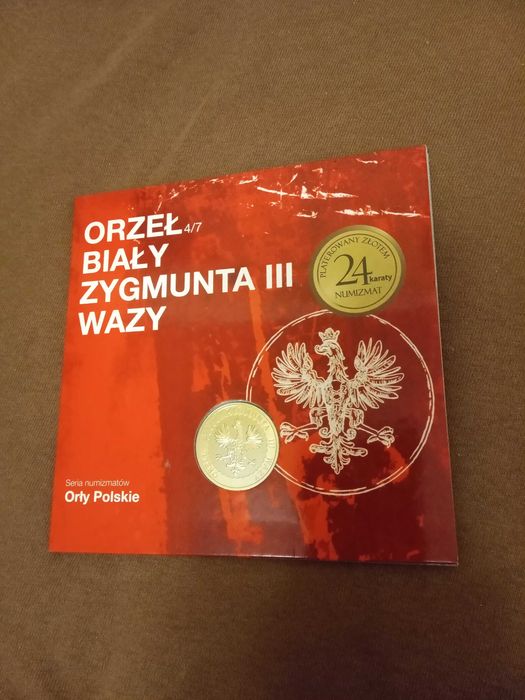 ORZEŁ 4/7
BIAŁY
ZYGMUNTA III
WAZY
PLATEROWANY ZŁOTEM
24 karaty
NUMIZMAT
Seria numizmatów
Orły Polskie